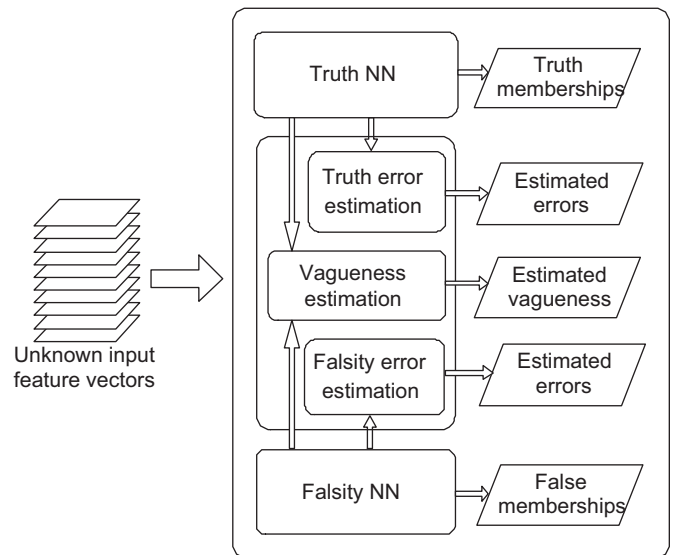 Truth NN
Truth
memberships
Truth error
estimation
Estimated
errors
Vagueness
estimation
Estimated
vagueness
Unknown input
feature vectors
Falsity error
estimation
Estimated
errors
Falsity NN
False
memberships